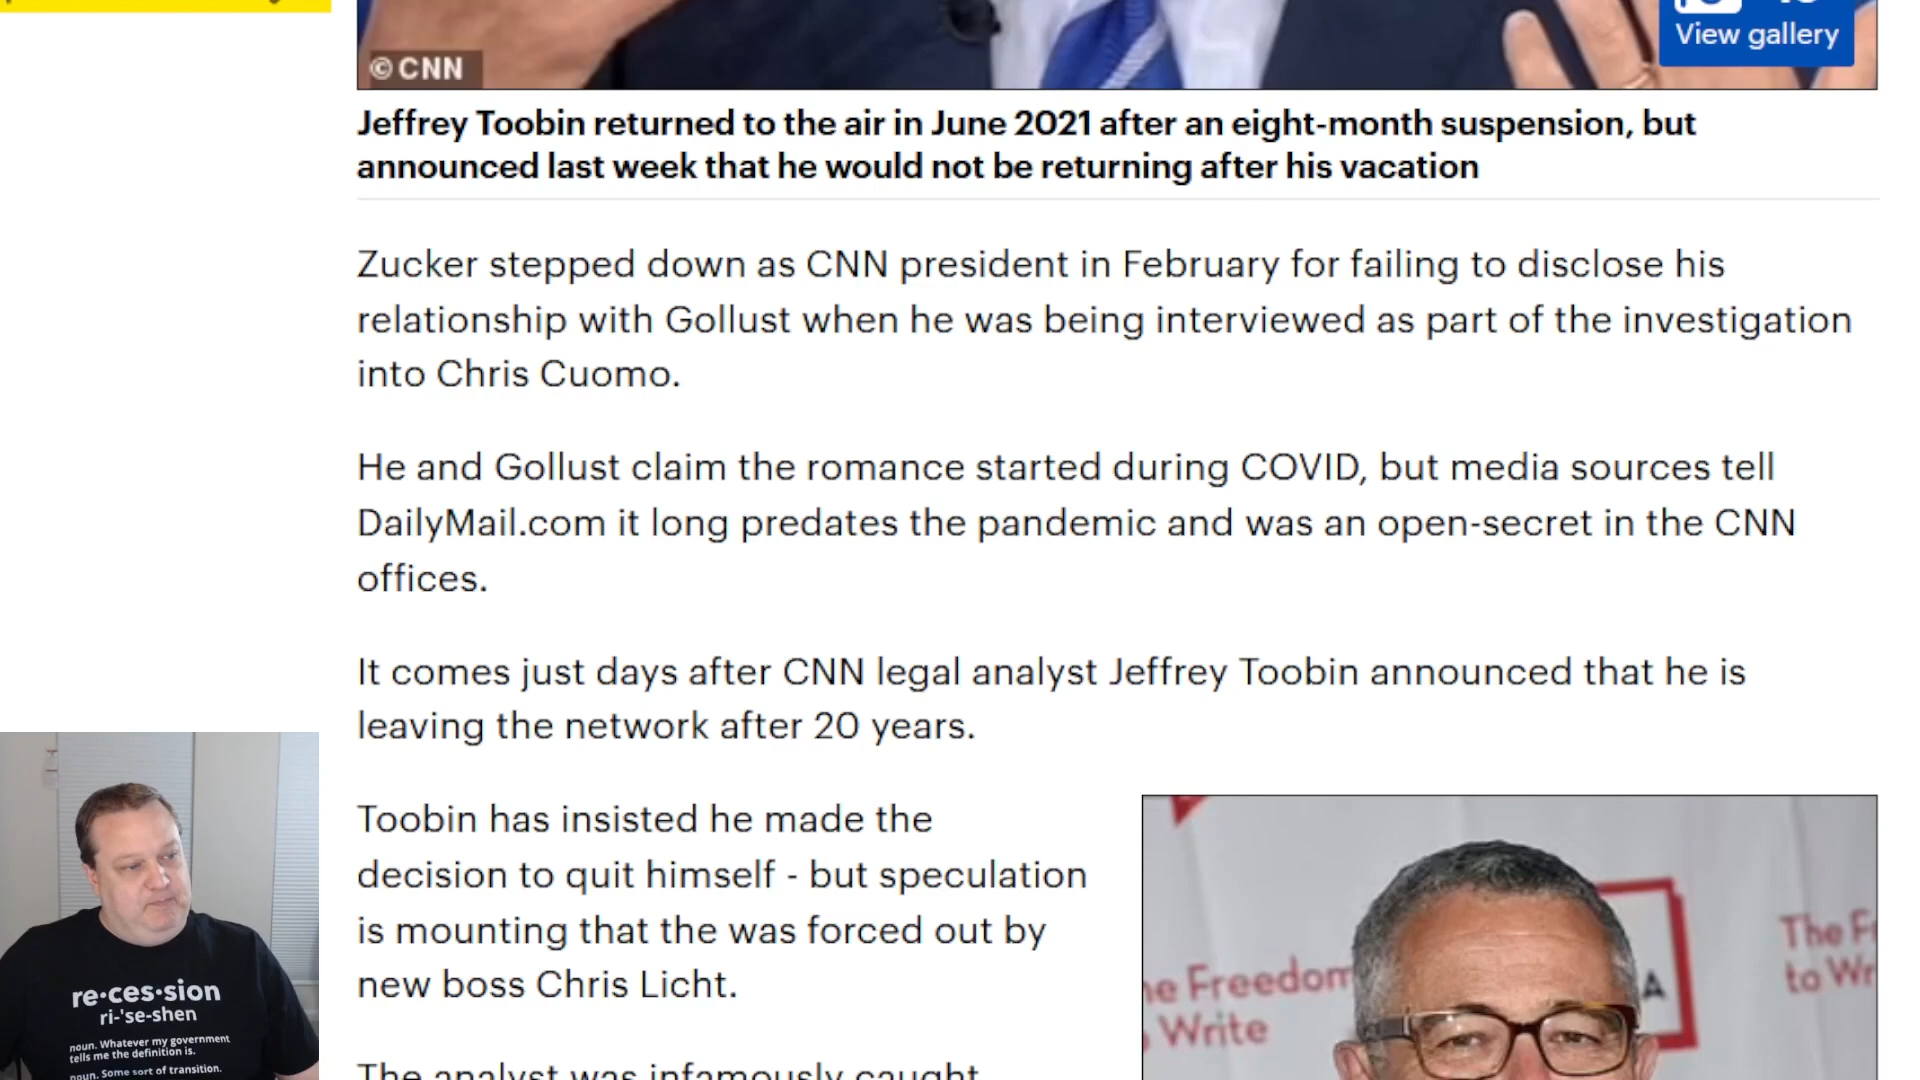 View gallery
© CNN
Jeffrey Toobin returned to the air in June 2021 after an eight-month suspension, but
announced last week that he would not be returning after his vacation
Zucker stepped down as CNN president in February for failing to disclose his
relationship with Gollust when he was being interviewed as part of the investigation
into Chris Cuomo.
He and Gollust claim the romance started during COVID, but media sources tell
DailyMail.com it long predates the pandemic and was an open-secret in the CNN
offices.
It comes just days after CNN legal analyst Jeffrey Toobin announced that he is
leaving the network after 20 years.
Toobin has insisted he made the
decision to quit himself - but speculation
is mounting that the was forced out by
new boss Chris Licht.
The analyst was infamously caught
The F
to Wr
he Freedom
Write
A
re•ces•sion
ri-'se-shen
noun. Whatever my government
tells me the definition is.
noun. Some sort of transition.